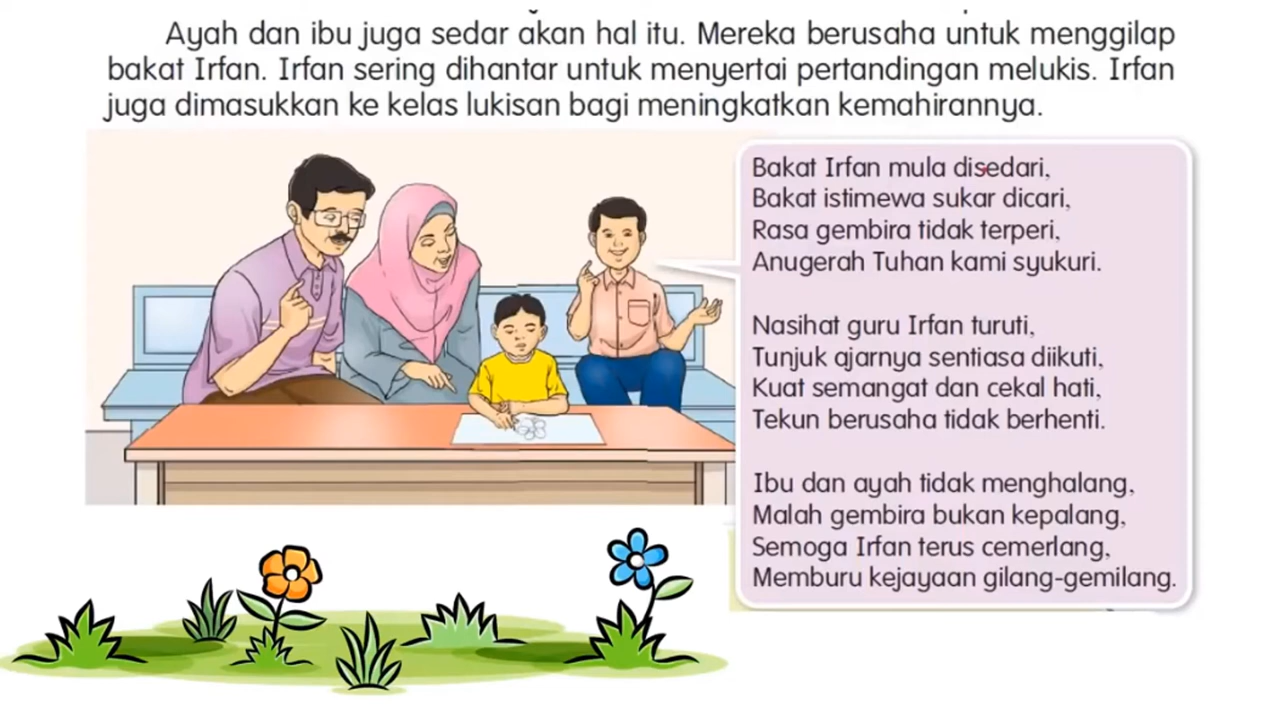 Ayah dan ibu juga sedar akan hal itu. Mereka berusaha untuk menggilap
bakat Irfan. Irfan sering dihantar untuk menyertai pertandingan melukis. Irfan
juga dimasukkan ke kelas lukisan bagi meningkatkan kemahirannya.
Bakat Irfan mula disedari,
Bakat istimewa sukar dicari,
Rasa gembira tidak terperi,
Anugerah Tuhan kami syukuri.
Nasihat guru Irfan turuti,
Tunjuk ajarnya sentiasa diikuti,
Kuat semangat dan cekal hati,
Tekun berusaha tidak berhenti.
Ibu dan ayah tidak menghalang,
Malah gembira bukan kepalang,
Semoga Irfan terus cemerlang,
Memburu kejayaan gilang-gemilang.